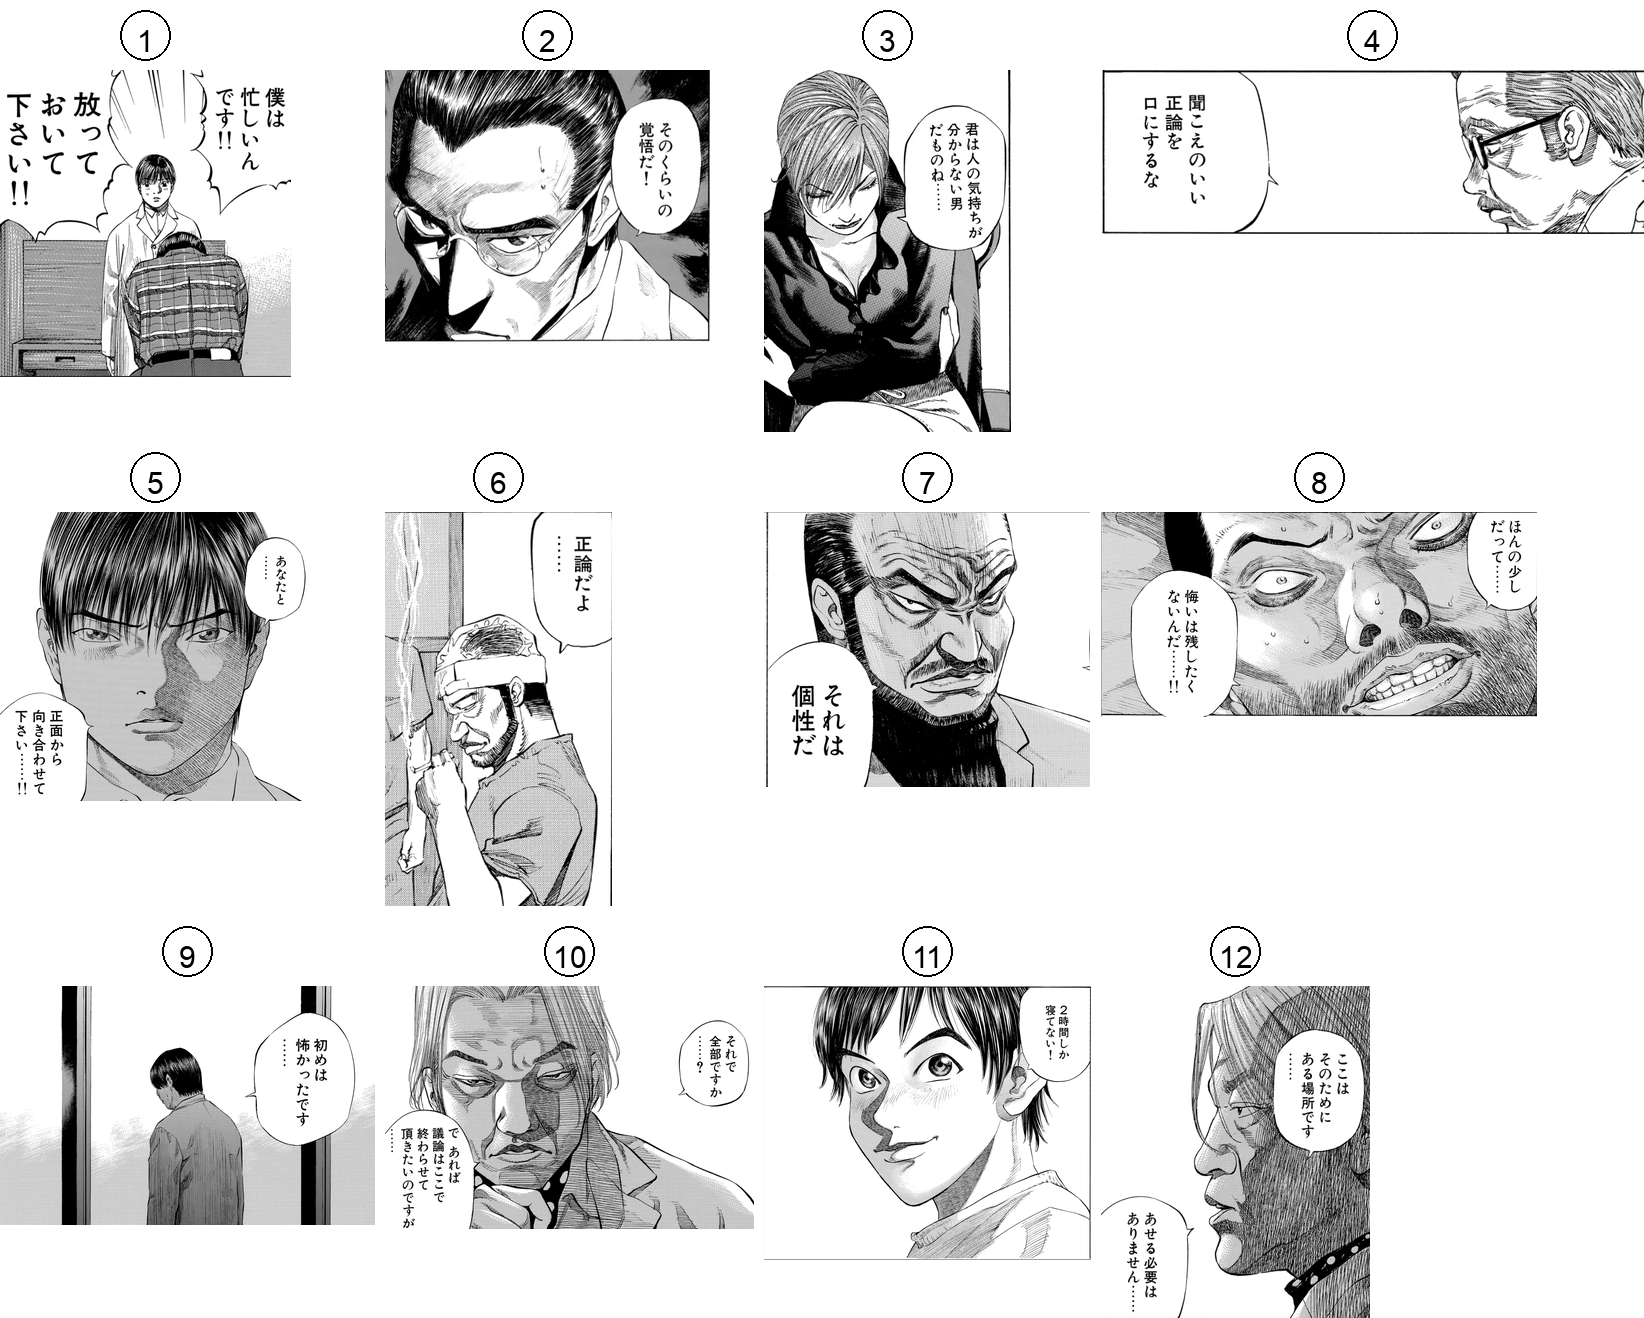 1
僕は
忙しいん
です!!
放って
おいて
下さい!!
2
そのくらいの
覚悟だ!
3
君は人の気持ちが
分からない男
だものね……
4
聞こえのいい
正論を
口にするな
5
あなたと
……
正面から
向き合わせて
下さい……!!
6
正論だよ
……
7
それは
個性だ
8
ほんの少し
だって……
悔いは残したく
ないんだ……!!
9
初めは
怖かったです
……
10
それで
全部ですか
……?
で あれば
議論はここで
終わらせて
頂きたいのですが
……
11
2時間しか
寝てない!
12
ここは
そのために
ある場所です
……
あせる必要は
ありません……